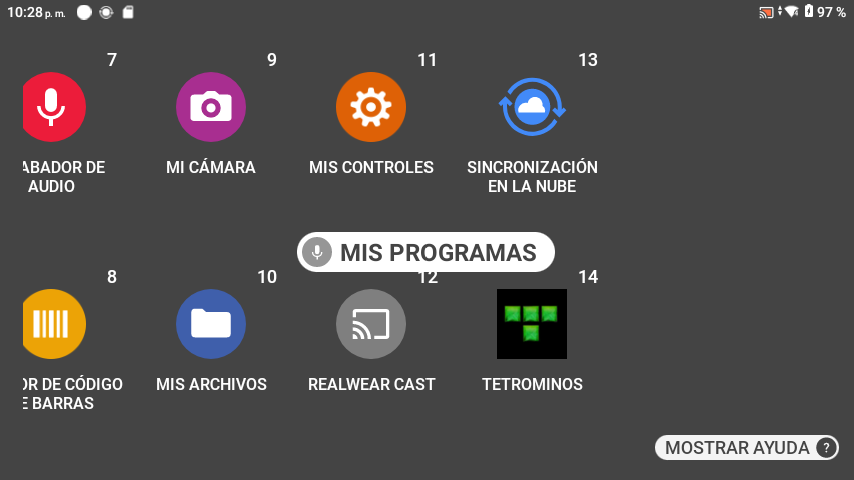 10:28 p. m.
97 %
7
9
11
13
ABADOR DE
AUDIO
MI CÁMARA
MIS CONTROLES
SINCRONIZACIÓN
EN LA NUBE
MIS PROGRAMAS
8
10
12
14
OR DE CÓDIGO
E BARRAS
MIS ARCHIVOS
REALWEAR CAST
TETROMINOS
MOSTRAR AYUDA ?